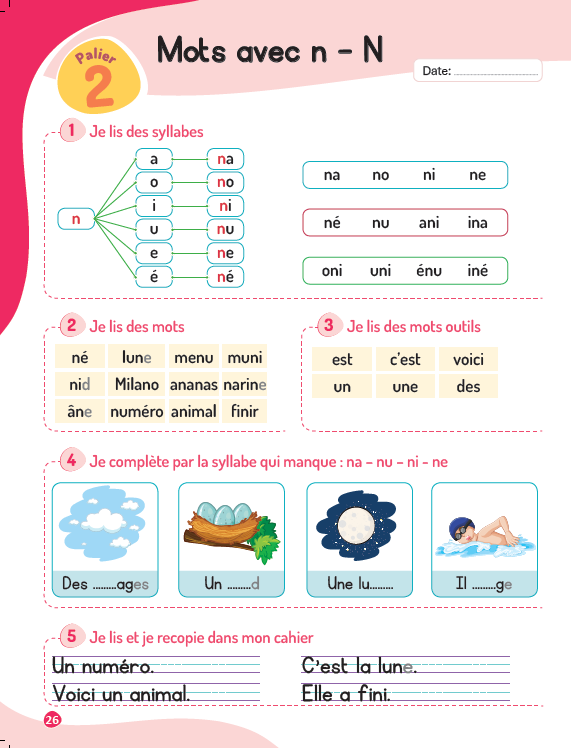 Mots avec n – N
Palier
2
Date: ........................
1 Je lis des syllabes
n
a na
o no
i ni
u nu
e ne
é né
na no ni ne
né nu ani ina
oni uni énu iné
2 Je lis des mots
né lune menu muni
nid Milano ananas narine
âne numéro animal finir
3 Je lis des mots outils
est c'est voici
un une des
4 Je complète par la syllabe qui manque : na – nu – ni - ne
Des .........ages
Un .........d
Une lu.........
Il .........ge
5 Je lis et je recopie dans mon cahier
Un numéro.
Voici un animal.
C'est la lune.
Elle a fini.
26